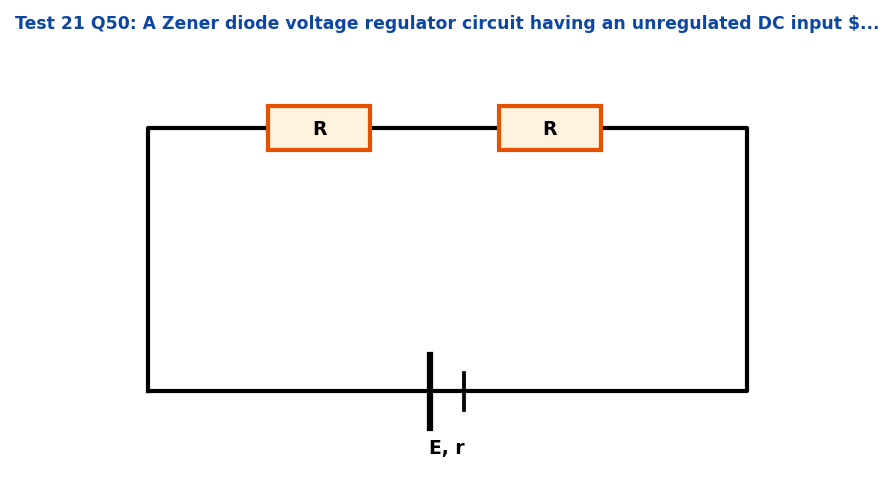 Test 21 Q50: A Zener diode voltage regulator circuit having an unregulated DC input $...
R
R
E, r